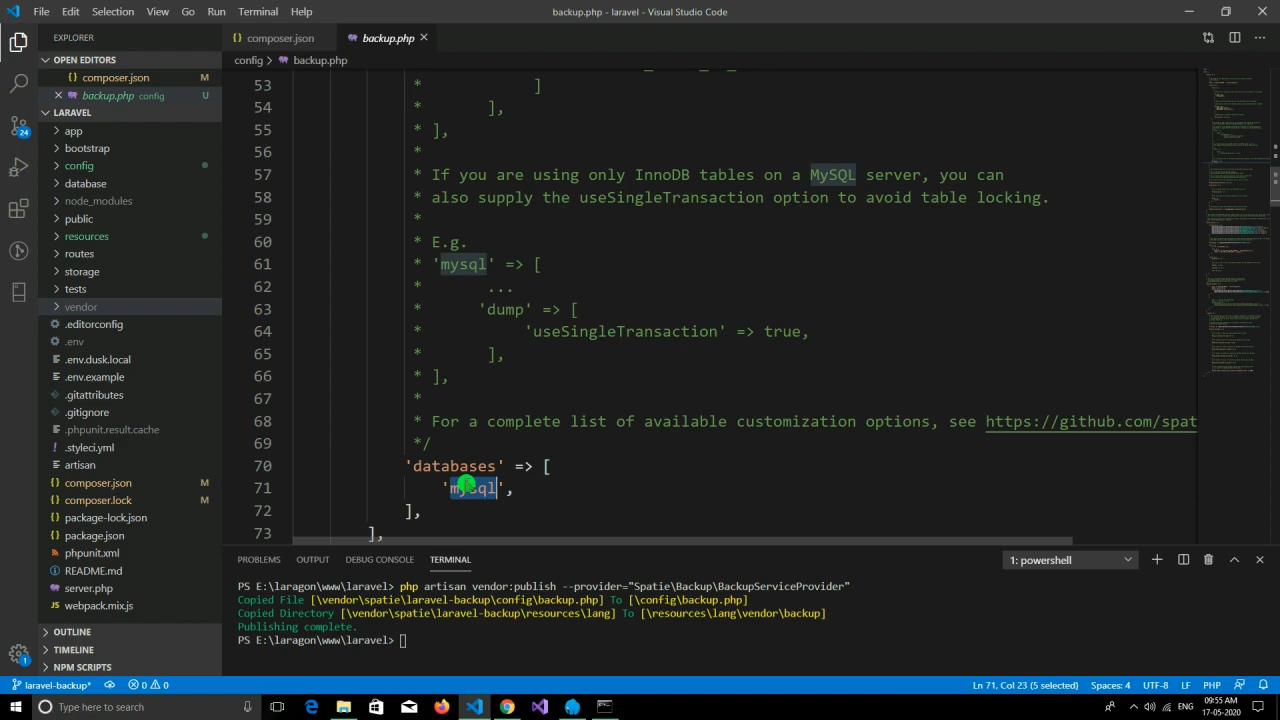 File Edit Selection View Go Run Terminal Help
backup.php - laravel - Visual Studio Code
EXPLORER
OPEN EDITORS
composer.json M
backup.php config U
LARAVEL
app
bootstrap
config
database
node_modules
public
resources
routes
storage
tests
vendor
.editorconfig
.env
.env.dusk.local
.env.example
.gitattributes
.gitignore
.phpunit.result.cache
.styleci.yml
artisan
composer.json M
composer.lock M
package-lock.json
package.json
phpunit.xml
README.md
server.php
webpack.mix.js
OUTLINE
TIMELINE
NPM SCRIPTS
24
1
composer.json
backup.php
config > backup.php
53 * ]
54 * ],
55 * ],
56 *
57 * If you are using only InnoDB tables on a MySQL server, you can
58 * also supply the useSingleTransaction option to avoid table locking.
59 *
60 * E.g.
61 * 'mysql' => [
62 * ...
63 * 'dump' => [
64 * 'useSingleTransaction' => true,
65 * ],
66 * ],
67 *
68 * For a complete list of available customization options, see https://github.com/spat
69 */
70 'databases' => [
71 'mysql',
72 ],
73 ],
PROBLEMS OUTPUT DEBUG CONSOLE TERMINAL
1: powershell
PS E:\laragon\www\laravel> php artisan vendor:publish --provider="Spatie\Backup\BackupServiceProvider"
Copied File [\vendor\spatie\laravel-backup\config\backup.php] To [\config\backup.php]
Copied Directory [\vendor\spatie\laravel-backup\resources\lang] To [\resources\lang\vendor\backup]
Publishing complete.
PS E:\laragon\www\laravel>
laravel-backup* 0 0
Ln 71, Col 23 (5 selected) Spaces: 4 UTF-8 LF PHP
Type here to search
ENG
09:55 AM
17-05-2020